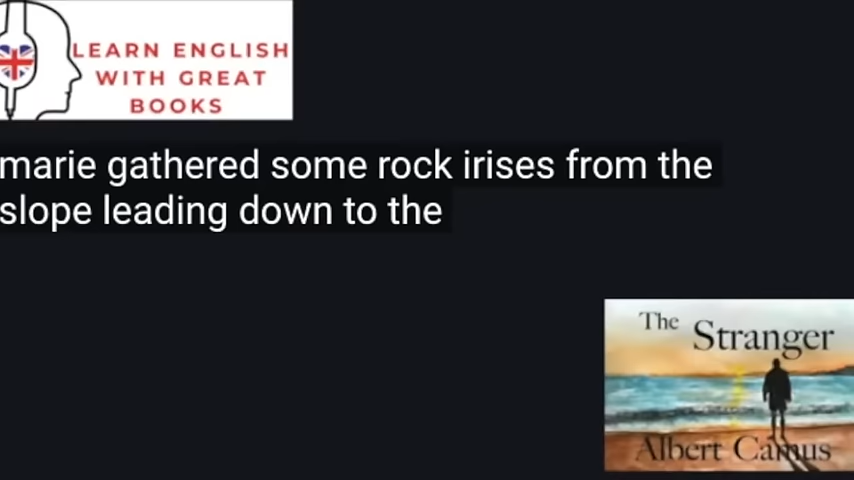 LEARN ENGLISH
WITH GREAT
BOOKS
marie gathered some rock irises from the
slope leading down to the
The Stranger
Albert Camus